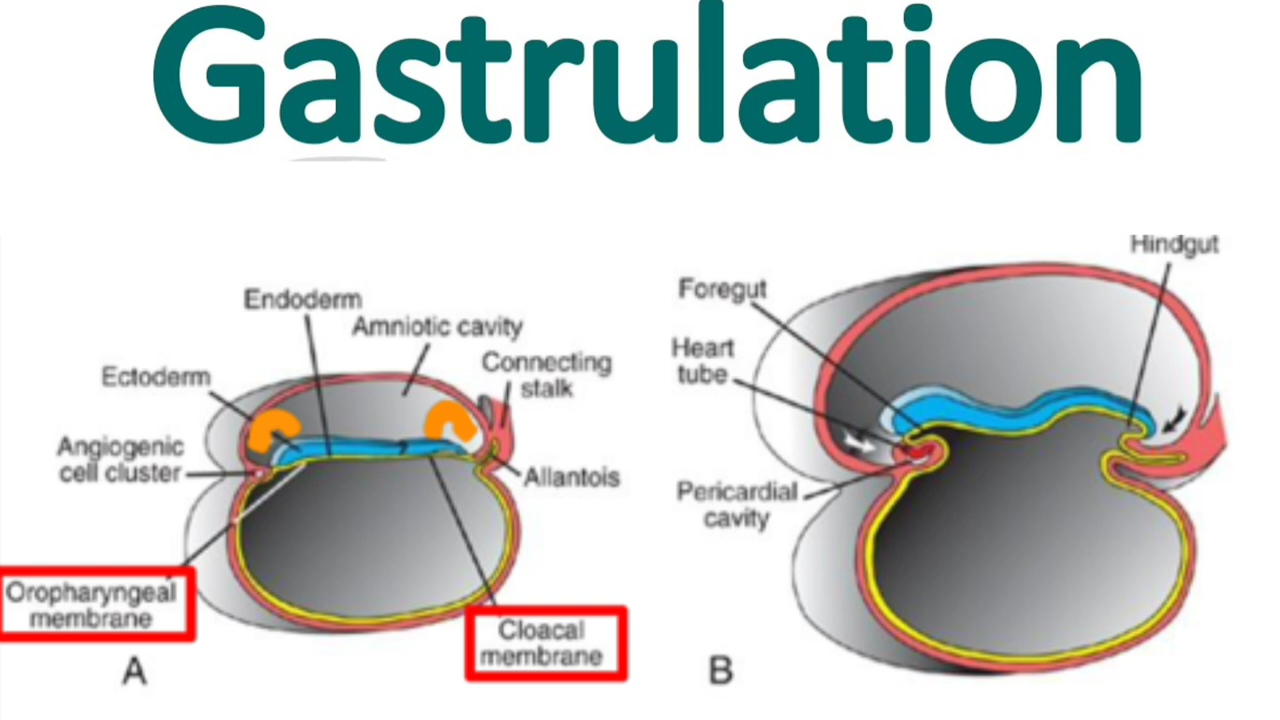 Gastrulation
Endoderm
Amniotic cavity
Ectoderm
Connecting
stalk
Angiogenic
cell cluster
Allantois
Oropharyngeal
membrane
Cloacal
membrane
A
Hindgut
Foregut
Heart
tube
Pericardial
cavity
B